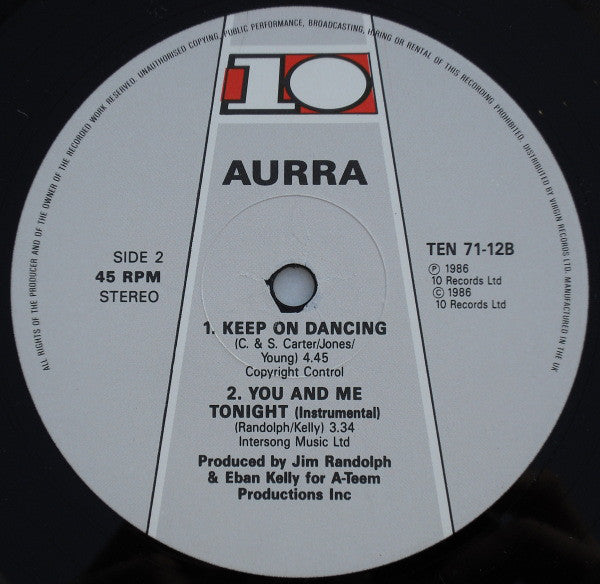 ALL RIGHTS OF THE PRODUCER AND OF THE OWNER OF THE RECORDED WORK RESERVED. UNAUTHORISED COPYING, PUBLIC PERFORMANCE, BROADCASTING, HIRING OR RENTAL OF THIS RECORDING PROHIBITED. DISTRIBUTED BY VIRGIN RECORDS LTD. MANUFACTURED IN THE UK
10
AURRA
SIDE 2
45 RPM
STEREO
TEN 71-12B
Ⓟ 1986
10 Records Ltd
© 1986
10 Records Ltd
1. KEEP ON DANCING
(C. & S. Carter/Jones/
Young) 4.45
Copyright Control
2. YOU AND ME
TONIGHT (Instrumental)
(Randolph/Kelly) 3.34
Intersong Music Ltd
Produced by Jim Randolph
& Eban Kelly for A-Teem
Productions Inc